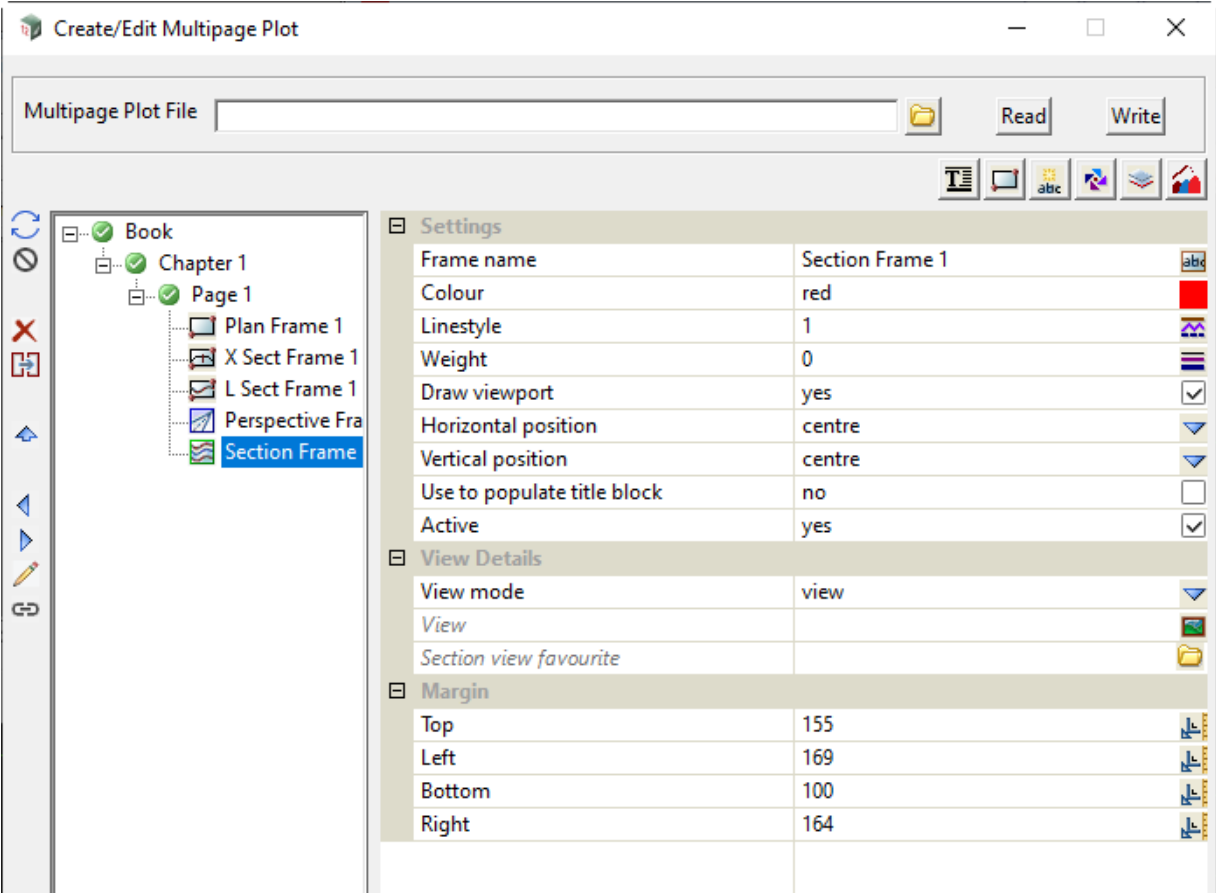 Create/Edit Multipage Plot
Multipage Plot File
Read
Write
T
abc
Book
Chapter 1
Page 1
Plan Frame 1
X Sect Frame 1
L Sect Frame 1
Perspective Fra
Section Frame
Settings
Frame name Section Frame 1 abc
Colour red
Linestyle 1
Weight 0
Draw viewport yes
Horizontal position centre
Vertical position centre
Use to populate title block no
Active yes
View Details
View mode view
View
Section view favourite
Margin
Top 155
Left 169
Bottom 100
Right 164